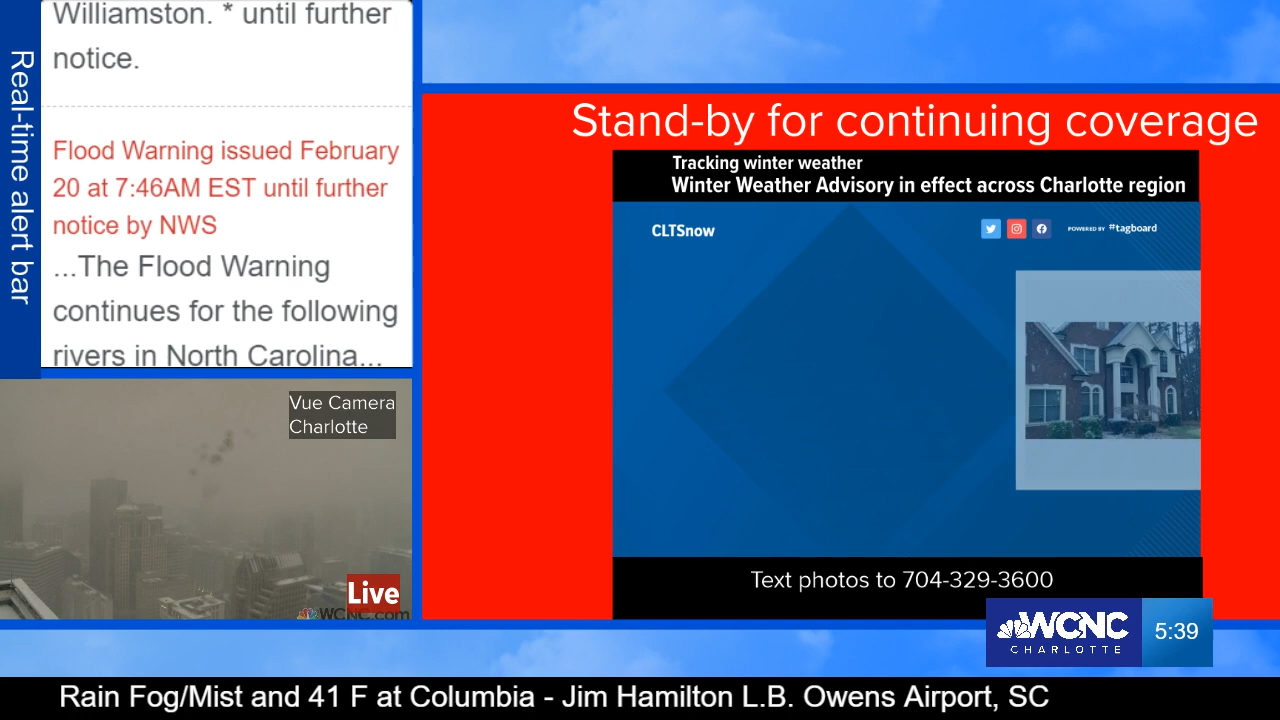 Real-time alert bar
Williamston. * until further
notice.
Flood Warning issued February
20 at 7:46AM EST until further
notice by NWS
...The Flood Warning
continues for the following
rivers in North Carolina...
Vue Camera
Charlotte
Live
WCNC.com
Stand-by for continuing coverage
Tracking winter weather
Winter Weather Advisory in effect across Charlotte region
CLTSnow
POWERED BY #tagboard
Text photos to 704-329-3600
WCNC
CHARLOTTE
5:39
Rain Fog/Mist and 41 F at Columbia - Jim Hamilton L.B. Owens Airport, SC